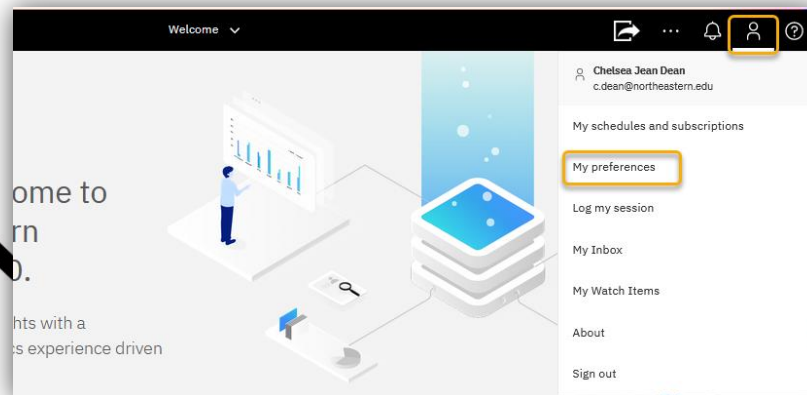 Welcome
Chelsea Jean Dean
c.dean@northeastern.edu
My schedules and subscriptions
My preferences
Log my session
My Inbox
My Watch Items
About
Sign out
ome to
rn
0.
hts with a
cs experience driven